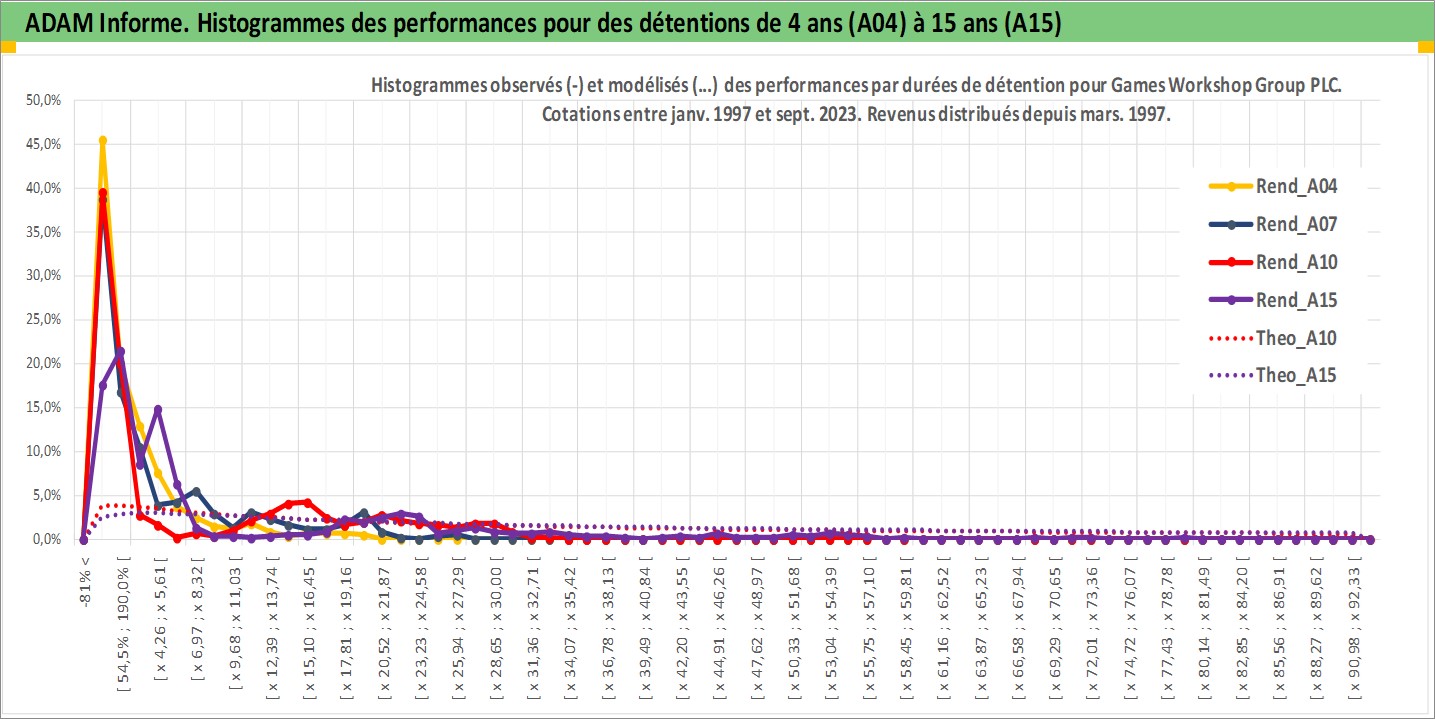 ADAM Informe. Histogrammes des performances pour des détentions de 4 ans (A04) à 15 ans (A15)
Histogrammes observés (-) et modélisés (...) des performances par durées de détention pour Games Workshop Group PLC.
Cotations entre janv. 1997 et sept. 2023. Revenus distribués depuis mars. 1997.
50,0%
45,0%
40,0%
35,0%
30,0%
25,0%
20,0%
15,0%
10,0%
5,0%
0,0%
Rend_A04
Rend_A07
Rend_A10
Rend_A15
Theo_A10
Theo_A15
-81% <
[ 54,5% ; 190,0% [
[ x 4,26 ; x 5,61 [
[ x 6,97 ; x 8,32 [
[ x 9,68 ; x 11,03 [
[ x 12,39 ; x 13,74 [
[ x 15,10 ; x 16,45 [
[ x 17,81 ; x 19,16 [
[ x 20,52 ; x 21,87 [
[ x 23,23 ; x 24,58 [
[ x 25,94 ; x 27,29 [
[ x 28,65 ; x 30,00 [
[ x 31,36 ; x 32,71 [
[ x 34,07 ; x 35,42 [
[ x 36,78 ; x 38,13 [
[ x 39,49 ; x 40,84 [
[ x 42,20 ; x 43,55 [
[ x 44,91 ; x 46,26 [
[ x 47,62 ; x 48,97 [
[ x 50,33 ; x 51,68 [
[ x 53,04 ; x 54,39 [
[ x 55,75 ; x 57,10 [
[ x 58,45 ; x 59,81 [
[ x 61,16 ; x 62,52 [
[ x 63,87 ; x 65,23 [
[ x 66,58 ; x 67,94 [
[ x 69,29 ; x 70,65 [
[ x 72,01 ; x 73,36 [
[ x 74,72 ; x 76,07 [
[ x 77,43 ; x 78,78 [
[ x 80,14 ; x 81,49 [
[ x 82,85 ; x 84,20 [
[ x 85,56 ; x 86,91 [
[ x 88,27 ; x 89,62 [
[ x 90,98 ; x 92,33 [